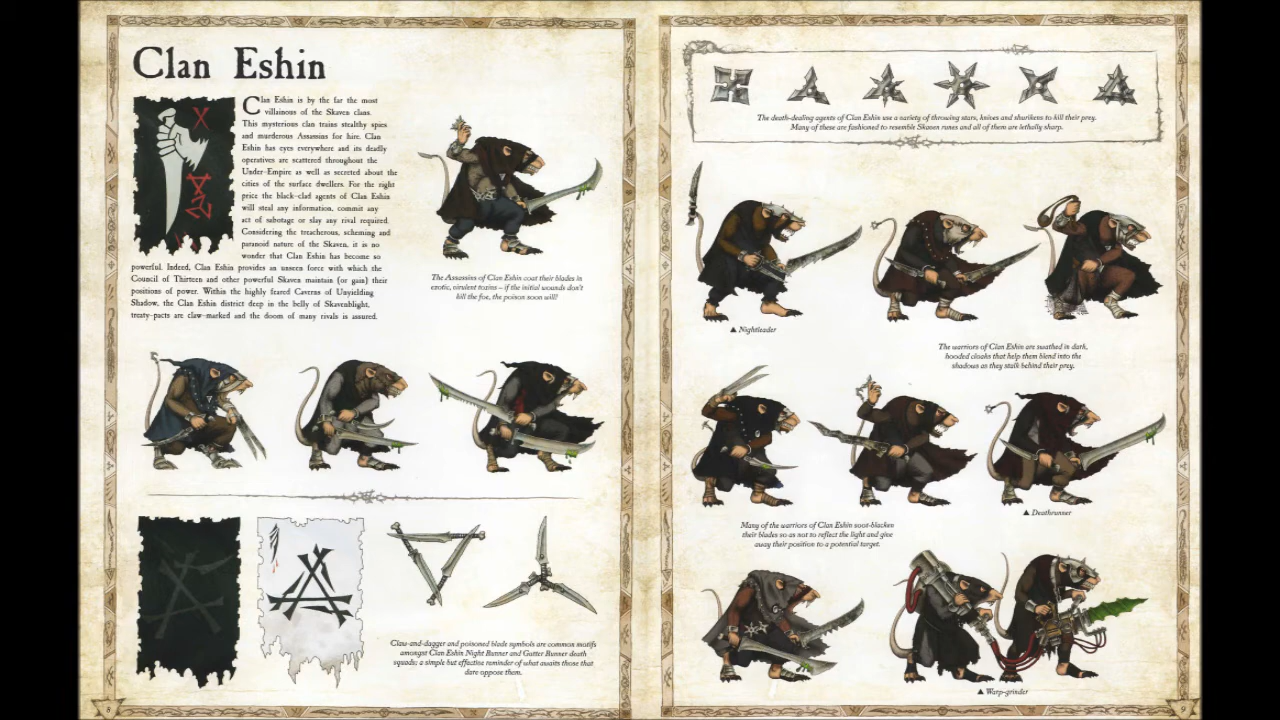 Clan Eshin
Clan Eshin is by the far the most
villainous of the Skaven clans.
This mysterious clan trains stealthy spies
and murderous Assassins for hire. Clan
Eshin has eyes everywhere and its deadly
operatives are scattered throughout the
Under-Empire as well as secreted about the
cities of the surface dwellers. For the right
price the black-clad agents of Clan Eshin
will steal any information, commit any
act of sabotage or slay any rival required.
Considering the treacherous, scheming and
paranoid nature of the Skaven, it is no
wonder that Clan Eshin has become so
powerful. Indeed, Clan Eshin provides an unseen force with which the
Council of Thirteen and other powerful Skaven maintain (or gain) their
positions of power. Within the highly feared Caverns of Unyielding
Shadow, the Clan Eshin district deep in the belly of Skavenblight,
treaty-pacts are claw-marked and the doom of many rivals is assured.
The Assassins of Clan Eshin coat their blades in
exotic, virulent toxins – if the initial wounds don't
kill the foe, the poison soon will!
Claw-and-dagger and poisoned blade symbols are common motifs
amongst Clan Eshin Night Runner and Gutter Runner death
squads; a simple but effective reminder of what awaits those that
dare oppose them.
8
The death-dealing agents of Clan Eshin use a variety of throwing stars, knives and shurikens to kill their prey.
Many of these are fashioned to resemble Skaven runes and all of them are lethally sharp.
▲ Nightleader
The warriors of Clan Eshin are swathed in dark,
hooded cloaks that help them blend into the
shadows as they stalk behind their prey.
▲ Deathrunner
Many of the warriors of Clan Eshin soot-blacken
their blades so as not to reflect the light and give
away their position to a potential target.
▲ Warp-grinder
9